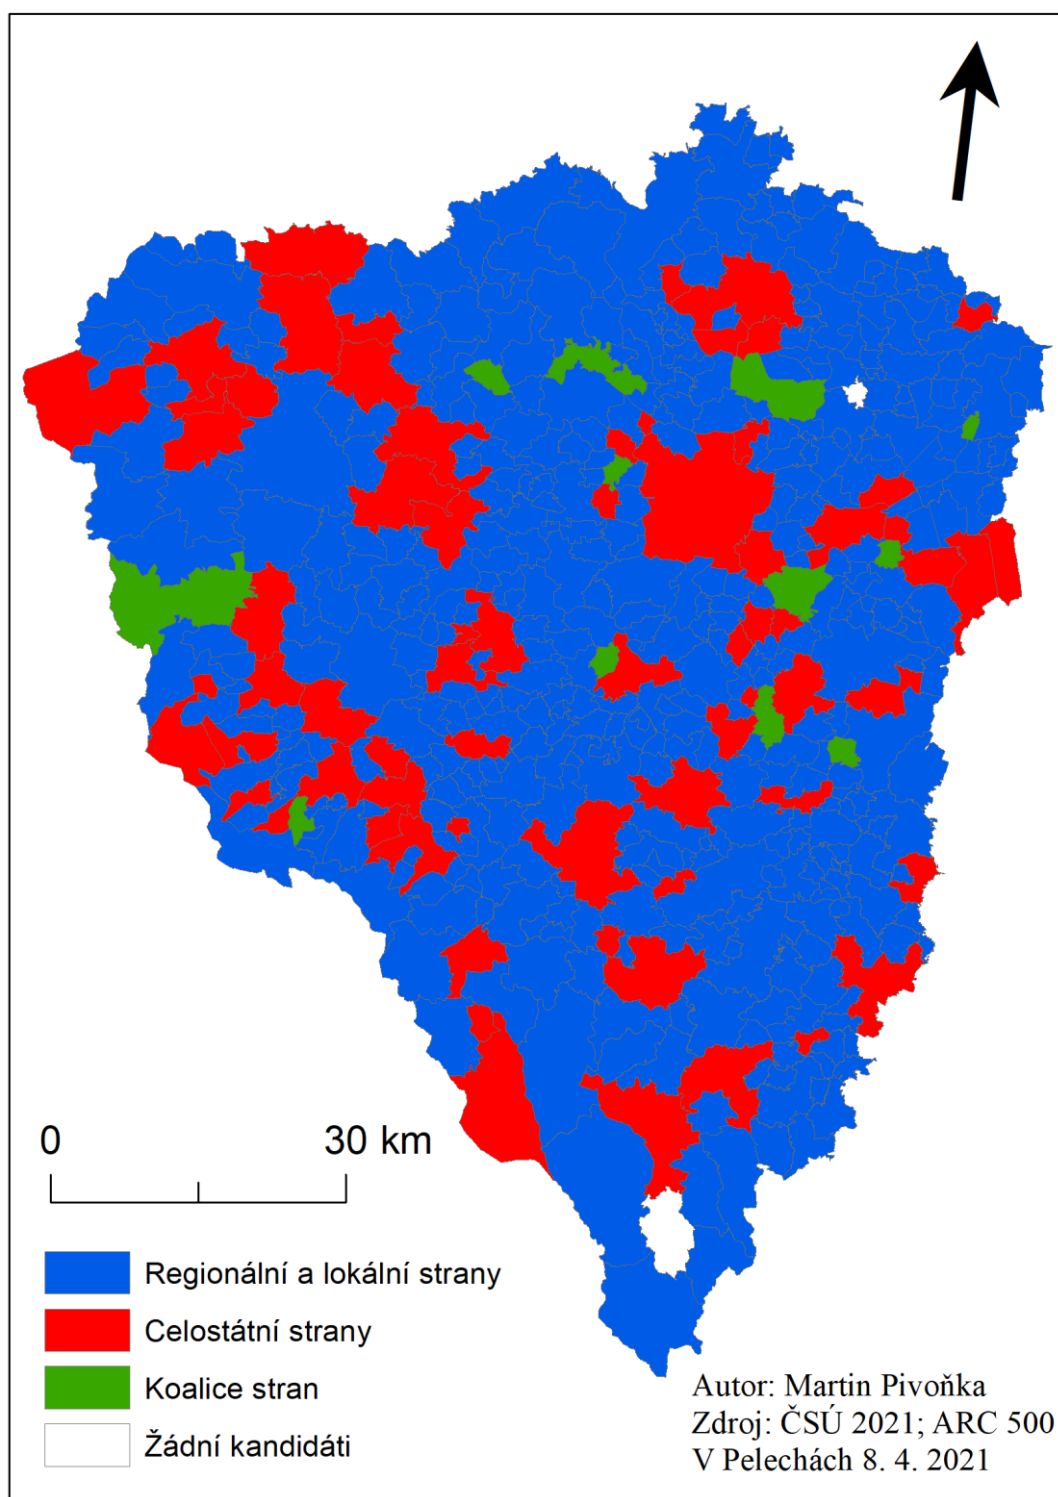 0 30 km
Regionální a lokální strany
Celostátní strany
Koalice stran
Žádní kandidáti
Autor: Martin Pivoňka
Zdroj: ČSÚ 2021; ARC 500
V Pelechách 8. 4. 2021